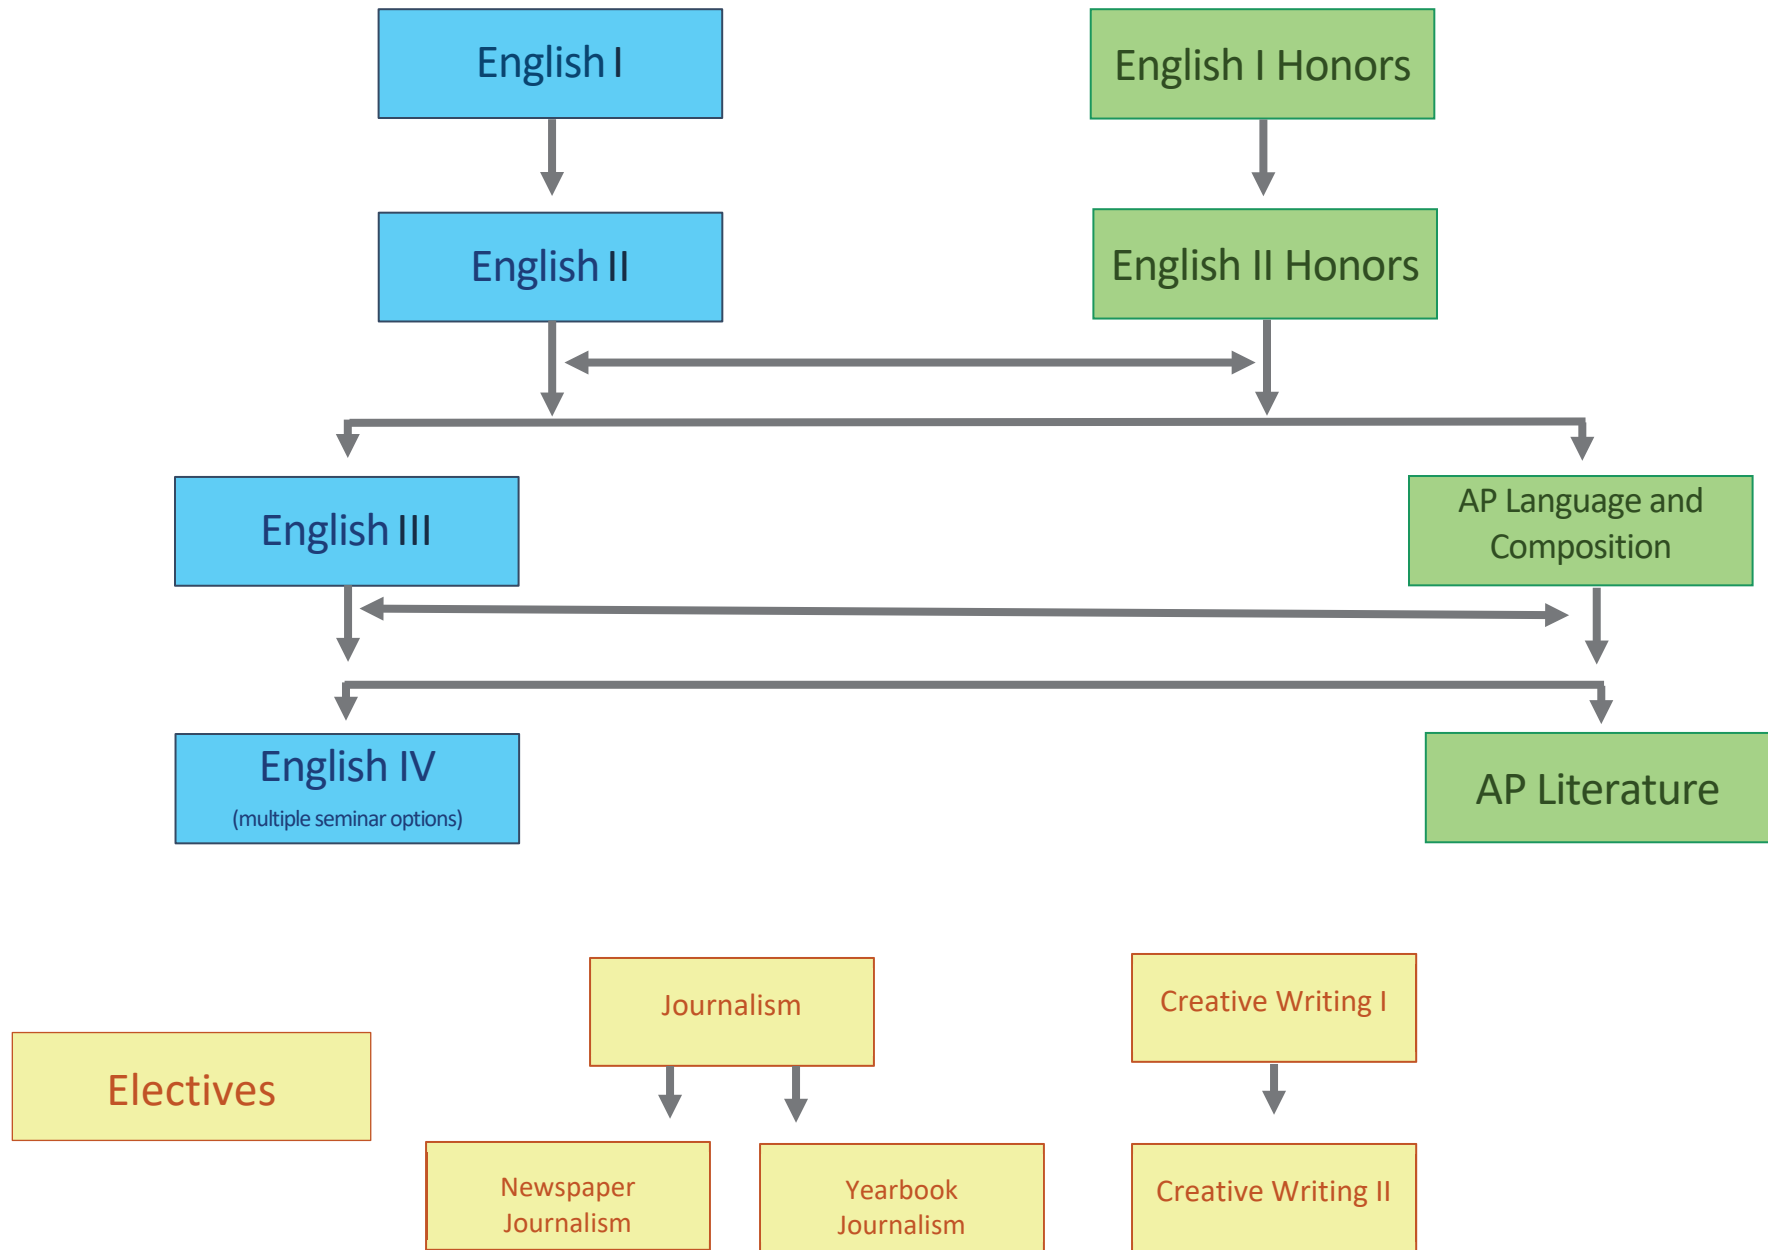 English I
English I Honors
English II
English II Honors
English III
AP Language and
Composition
English IV
(multiple seminar options)
AP Literature
Electives
Journalism
Creative Writing I
Newspaper
Journalism
Yearbook
Journalism
Creative Writing II